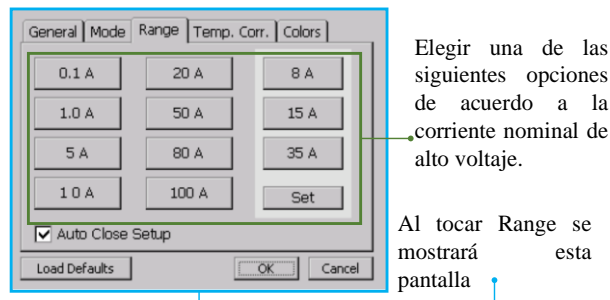 General Mode Range Temp. Corr. Colors
0.1 A 20 A 8 A
1.0 A 50 A 15 A
5 A 80 A 35 A
1 0 A 100 A Set
Auto Close Setup
Load Defaults OK Cancel
Elegir una de las
siguientes opciones
de acuerdo a la
corriente nominal de
alto voltaje.
Al tocar Range se
mostrará esta
pantalla